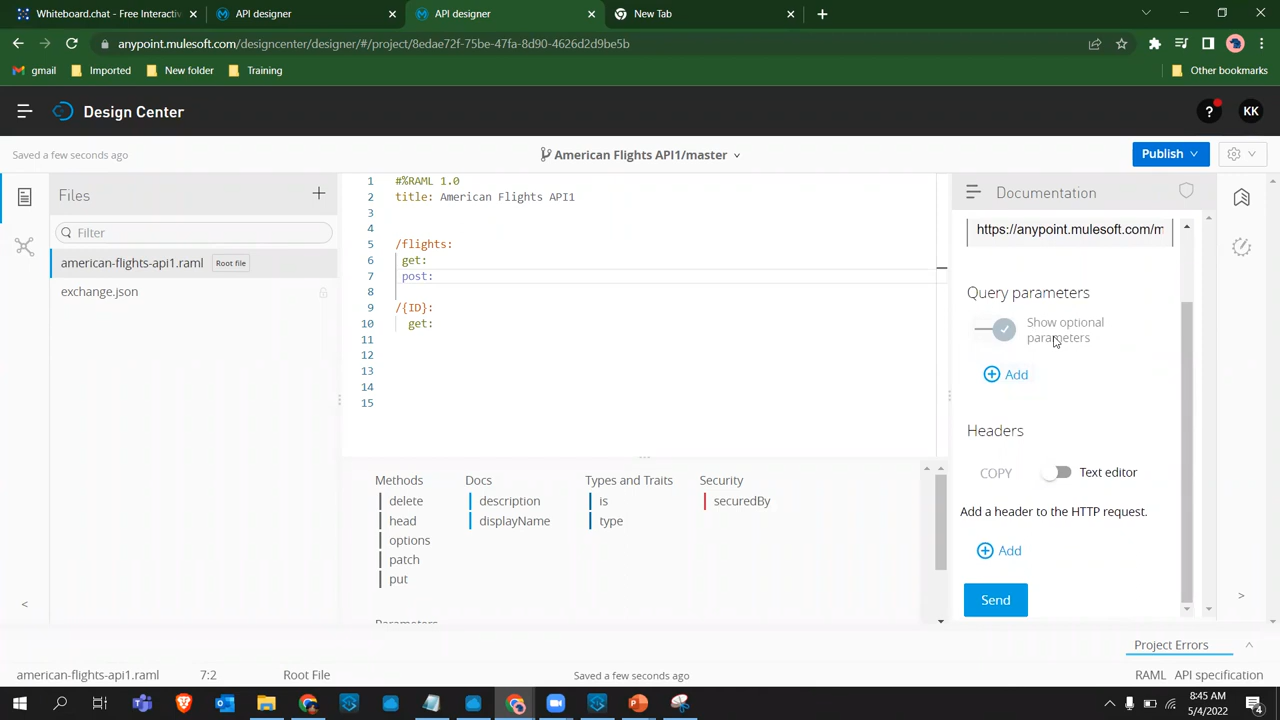 Whiteboard.chat - Free Interactiv
API designer
API designer
New Tab
anypoint.mulesoft.com/designcenter/designer/#/project/8edae72f-75be-47fa-8d90-4626d2d9be5b
gmail
Imported
New folder
Training
Other bookmarks
Design Center
?
KK
Saved a few seconds ago
American Flights API1/master
Publish
Files
Filter
american-flights-api1.raml
Root file
exchange.json
1 #%RAML 1.0
2 title: American Flights API1
3
4
5 /flights:
6 get:
7 post:
8
9 /{ID}:
10 get:
11
12
13
14
15
Documentation
https://anypoint.mulesoft.com/m
Query parameters
Show optional
parameters
Add
Headers
COPY
Text editor
Add a header to the HTTP request.
Add
Send
Methods
delete
head
options
patch
put
Docs
description
displayName
Types and Traits
is
type
Security
securedBy
Parameters
Project Errors
american-flights-api1.raml
7:2
Root File
Saved a few seconds ago
RAML
API specification
8:45 AM
5/4/2022
4